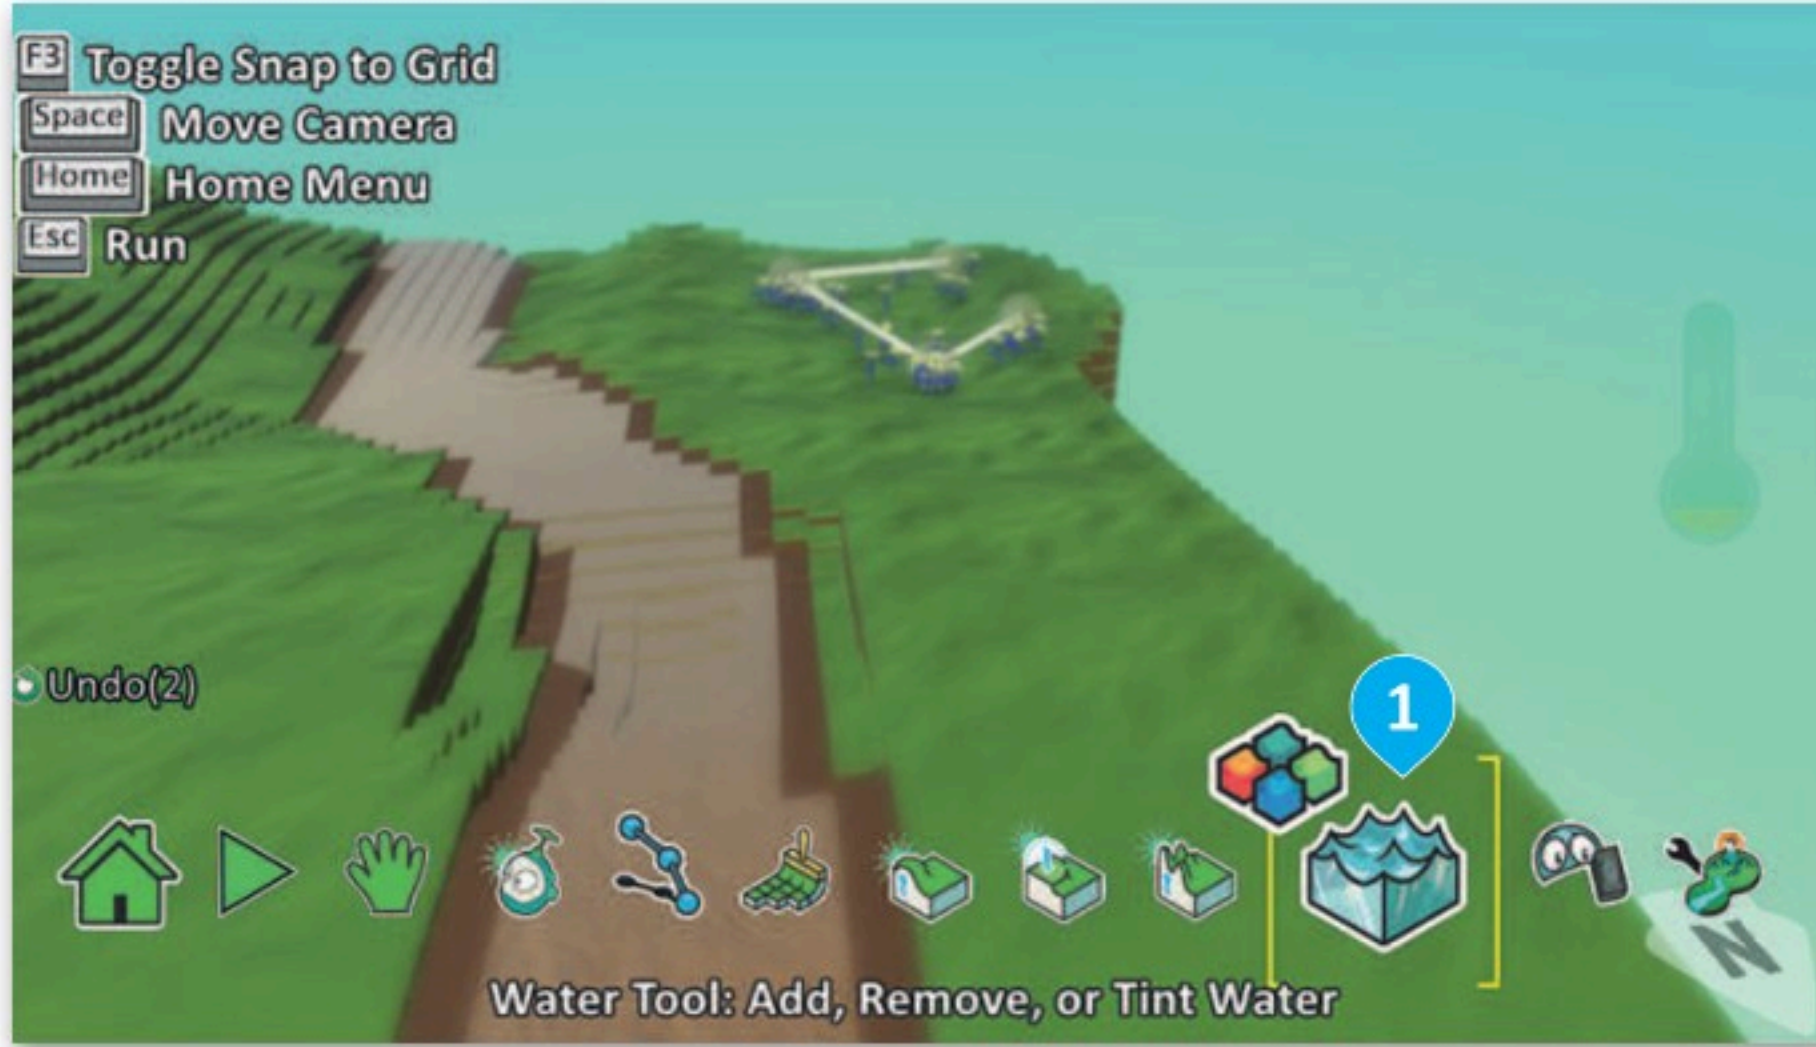 F3 Toggle Snap to Grid
Space Move Camera
Home Home Menu
Esc Run
Undo(2)
1
Water Tool: Add, Remove, or Tint Water
N